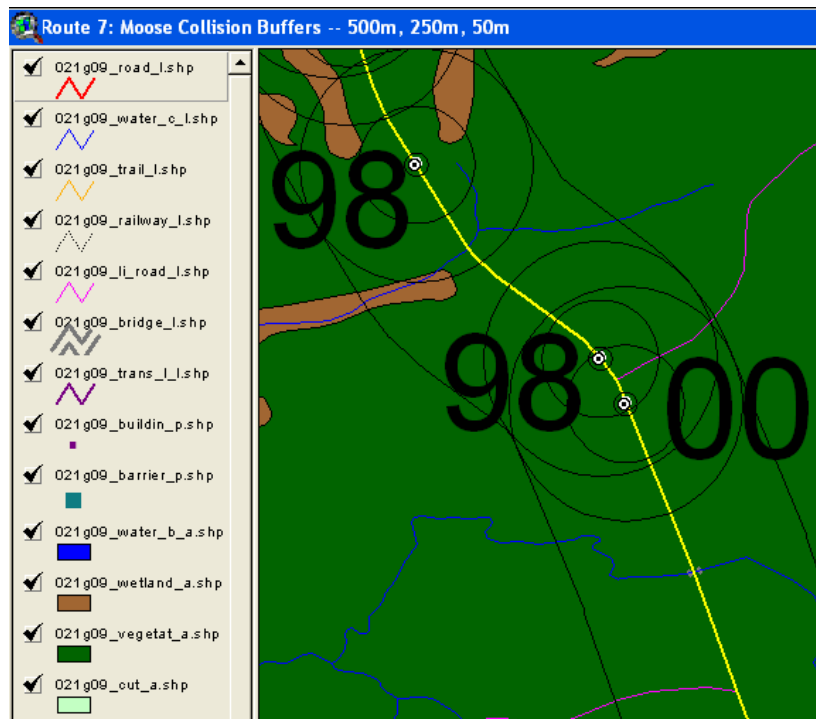 Route 7: Moose Collision Buffers -- 500m, 250m, 50m
021g09_road_l.shp
021g09_water_c_l.shp
021g09_trail_l.shp
021g09_railway_l.shp
021g09_li_road_l.shp
021g09_bridge_l.shp
021g09_trans_l_l.shp
021g09_buildin_p.shp
021g09_barrier_p.shp
021g09_water_b_a.shp
021g09_wetland_a.shp
021g09_vegetat_a.shp
021g09_cut_a.shp
98
98
00